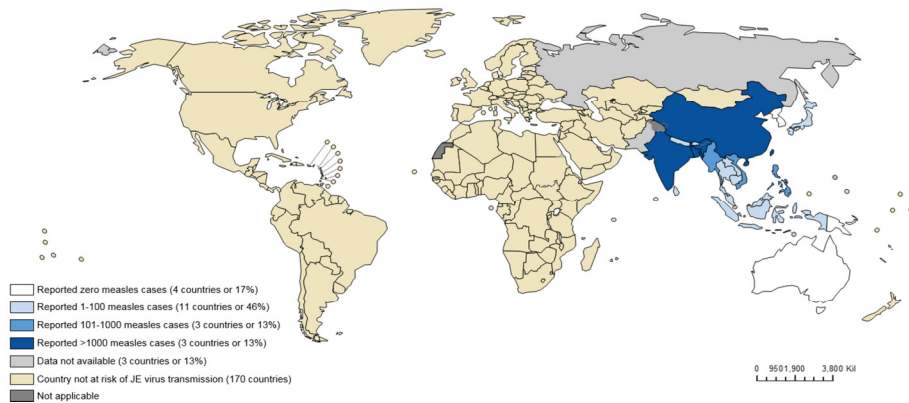 Reported zero measles cases (4 countries or 17%)
Reported 1-100 measles cases (11 countries or 46%)
Reported 101-1000 measles cases (3 countries or 13%)
Reported >1000 measles cases (3 countries or 13%)
Data not available (3 countries or 13%)
Country not at risk of JE virus transmission (170 countries)
Not applicable
0 9501,900 3,800 Kil